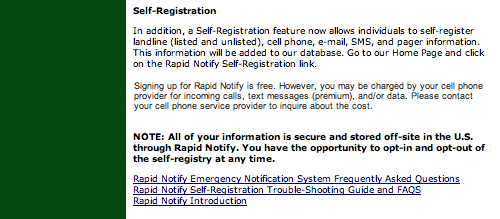 Self-Registration
In addition, a Self-Registration feature now allows individuals to self-register
landline (listed and unlisted), cell phone, e-mail, SMS, and pager information.
This information will be added to our database. Go to our Home Page and click
on the Rapid Notify Self-Registration link.
Signing up for Rapid Notify is free. However, you may be charged by your cell phone
provider for incoming calls, text messages (premium), and/or data. Please contact
your cell phone service provider to inquire about the cost.
NOTE: All of your information is secure and stored off-site in the U.S.
through Rapid Notify. You have the opportunity to opt-in and opt-out of
the self-registry at any time.
Rapid Notify Emergency Notification System Frequently Asked Questions
Rapid Notify Self-Registration Trouble-Shooting Guide and FAQS
Rapid Notify Introduction